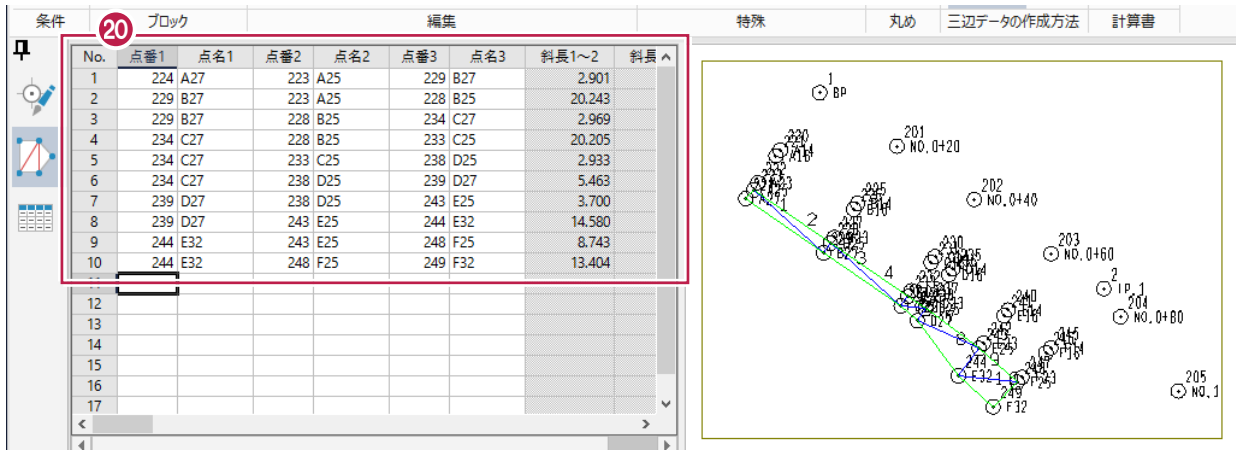 条件 ブロック 編集 特殊 丸め 三辺データの作成方法 計算書
20
No. 点番1 点名1 点番2 点名2 点番3 点名3 斜長1～2 斜長
1 224 A27 223 A25 229 B27 2.901
2 229 B27 223 A25 228 B25 20.243
3 229 B27 228 B25 234 C27 2.969
4 234 C27 228 B25 233 C25 20.205
5 234 C27 233 C25 238 D25 2.933
6 234 C27 238 D25 239 D27 5.463
7 239 D27 238 D25 243 E25 3.700
8 239 D27 243 E25 244 E32 14.580
9 244 E32 243 E25 248 F25 8.743
10 244 E32 248 F25 249 F32 13.404
12
13
14
15
16
17
1
BP
201
NO.0+20
202
NO.0+40
203
NO.0+60
2
IP.1
204
NO.0+80
205
NO.1
2
3
4
8
244
E32
249
F32